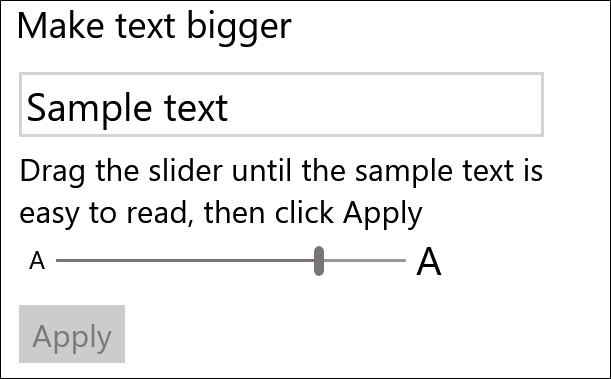 Make text bigger
Sample text
Drag the slider until the sample text is
easy to read, then click Apply
A A
Apply